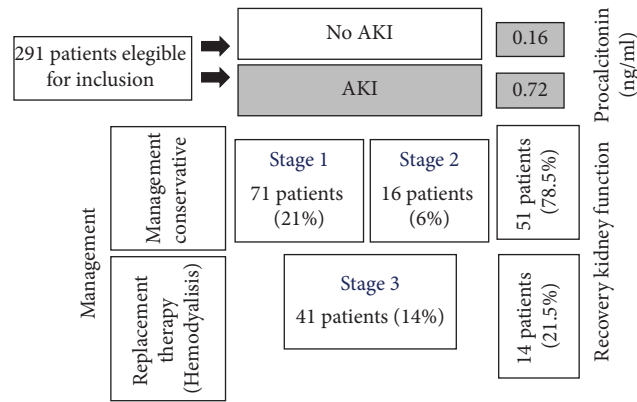 291 patients elegible
for inclusion
No AKI
AKI
0.16
0.72
Procalcitonin
(ng/ml)
Management
Management
conservative
Stage 1
71 patients
(21%)
Stage 2
16 patients
(6%)
51 patients
(78.5%)
Replacement
therapy
(Hemodyalisis)
Stage 3
41 patients (14%)
14 patients
(21.5%)
Recovery kidney function